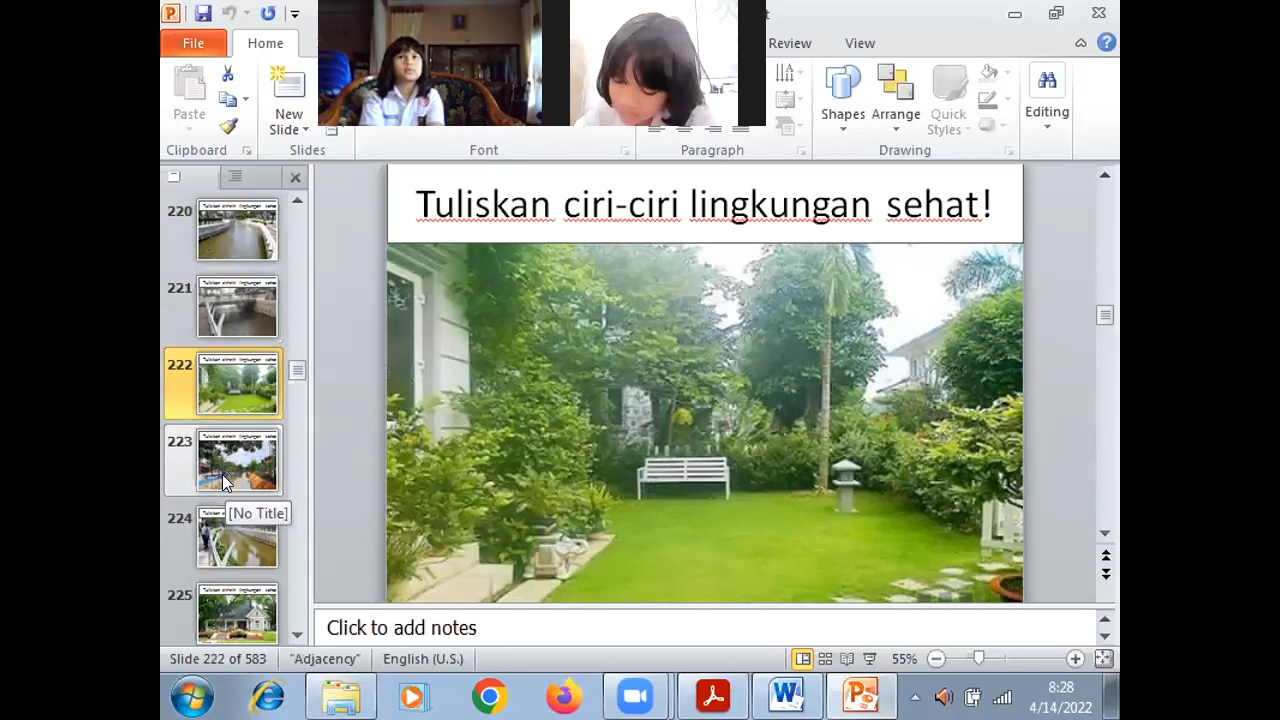 File
Home
t
Review
View
Paste
New
Slide
Shapes
Arrange
Quick
Styles
Editing
Clipboard
Slides
Font
Paragraph
Drawing
220
221
222
223
224
225
[No Title]
Tuliskan ciri-ciri lingkungan sehat!
Click to add notes
Slide 222 of 583
"Adjacency"
English (U.S.)
55%
8:28
4/14/2022